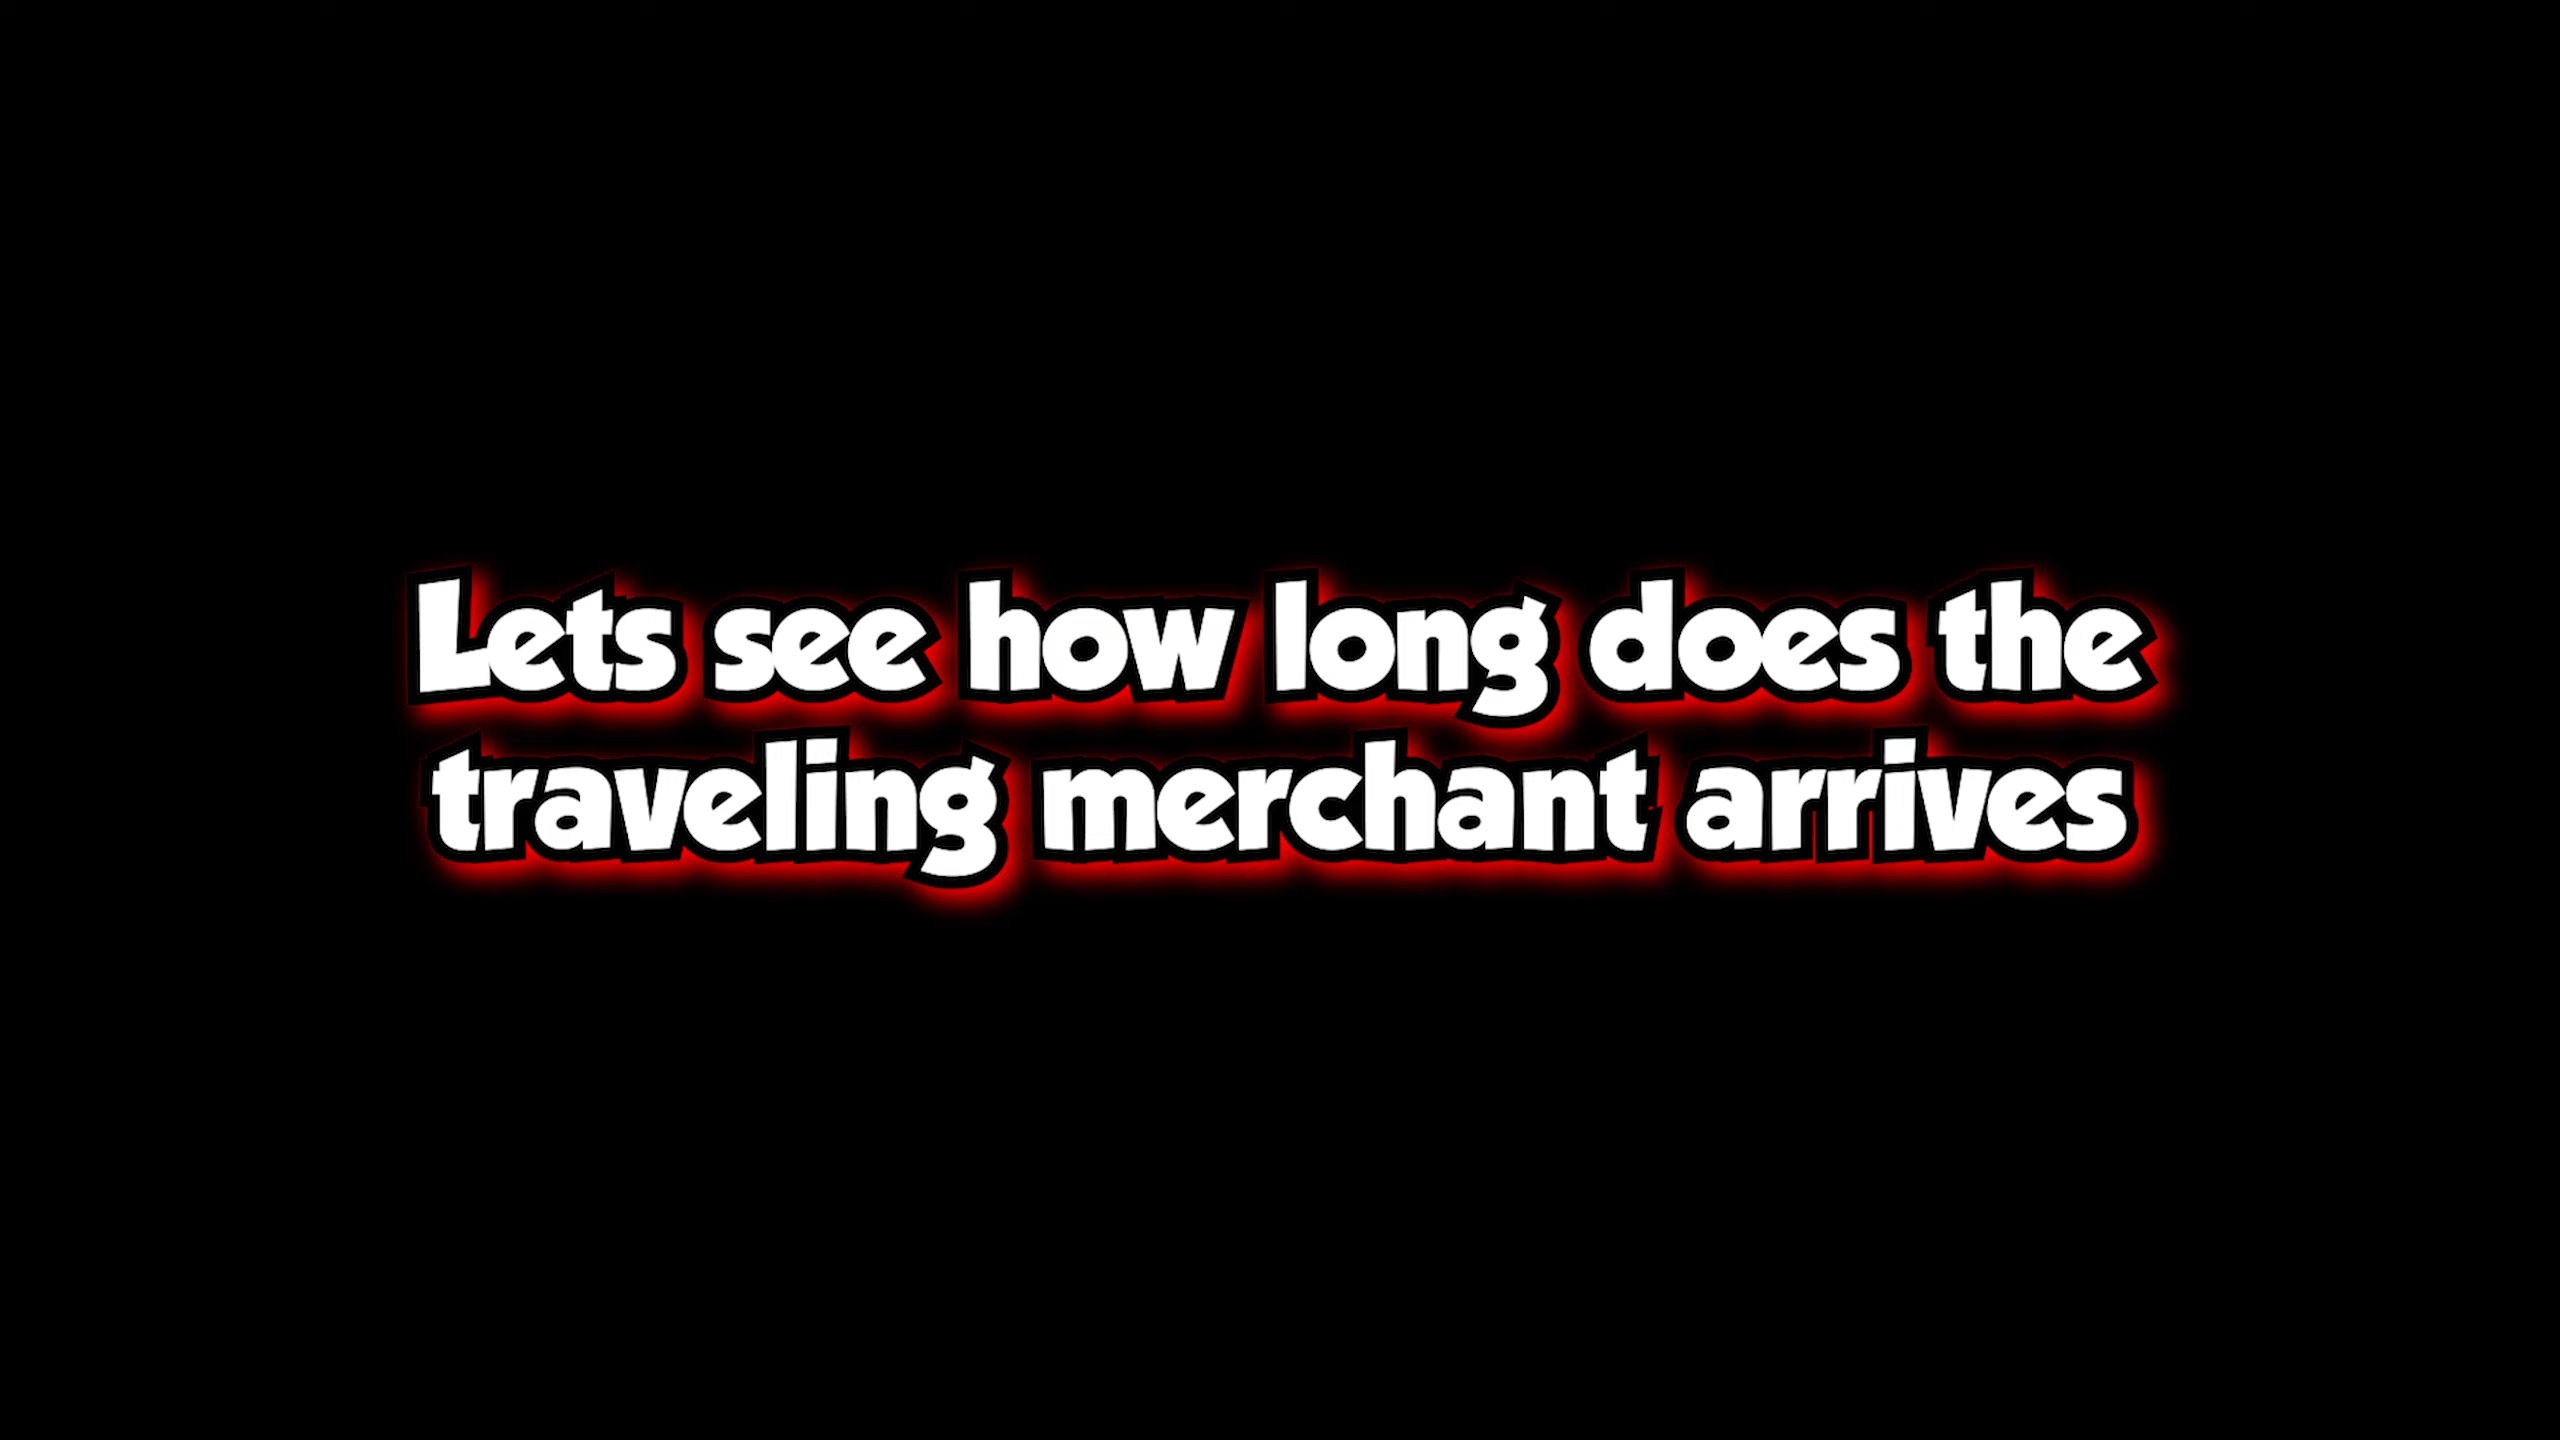 Lets see how long does the
traveling merchant arrives